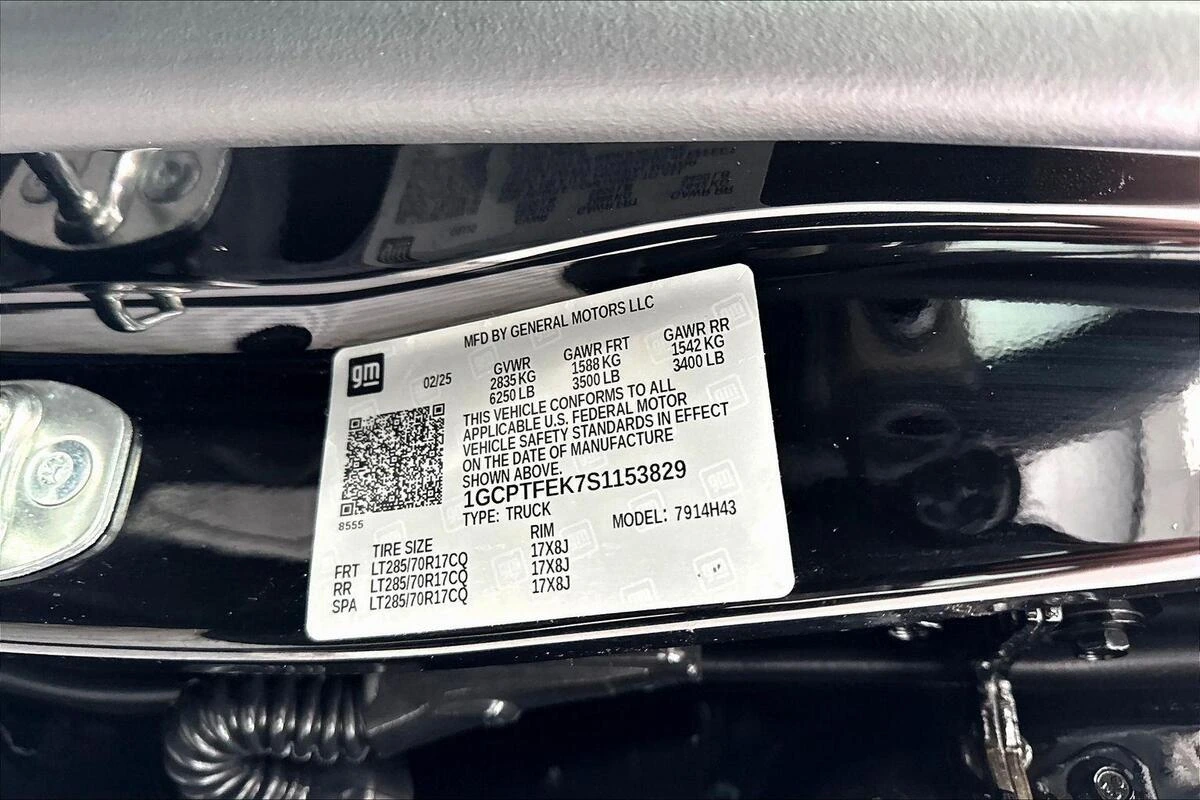 MFD BY GENERAL MOTORS LLC
gm
02/25
GVWR GAWR FRT GAWR RR
2835 KG 1588 KG 1542 KG
6250 LB 3500 LB 3400 LB
THIS VEHICLE CONFORMS TO ALL
APPLICABLE U.S. FEDERAL MOTOR
VEHICLE SAFETY STANDARDS IN EFFECT
ON THE DATE OF MANUFACTURE
SHOWN ABOVE.
1GCPTFEK7S1153829
8555
TYPE: TRUCK MODEL: 7914H43
TIRE SIZE RIM
FRT LT285/70R17CQ 17X8J
RR LT285/70R17CQ 17X8J
SPA LT285/70R17CQ 17X8J